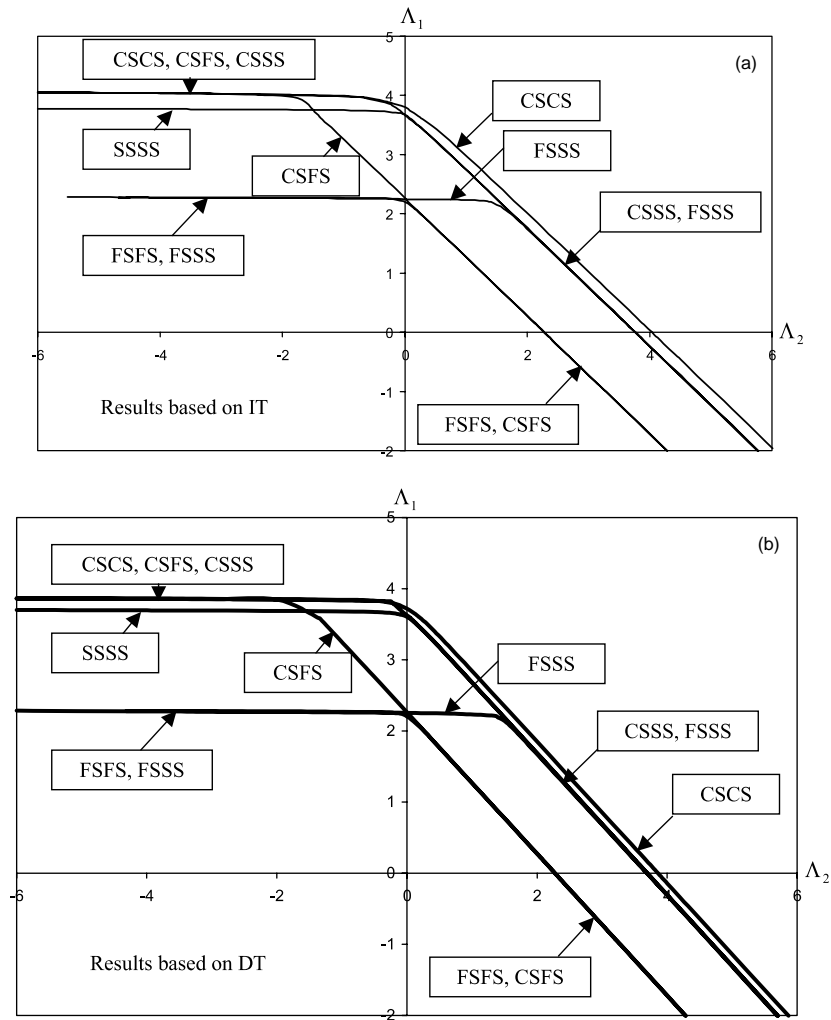 Λ1
5
(a)
CSCS, CSFS, CSSS
4
CSCS
SSSS
FSSS
CSFS
3
2
CSSS, FSSS
FSFS, FSSS
1
0
-6
-4
-2
0
2
4
6
Λ2
-1
Results based on IT
FSFS, CSFS
-2
Λ1
5
(b)
CSCS, CSFS, CSSS
4
SSSS
FSSS
CSFS
3
CSSS, FSSS
2
FSFS, FSSS
CSCS
1
0
-6
-4
-2
0
2
4
6
Λ2
-1
Results based on DT
FSFS, CSFS
-2